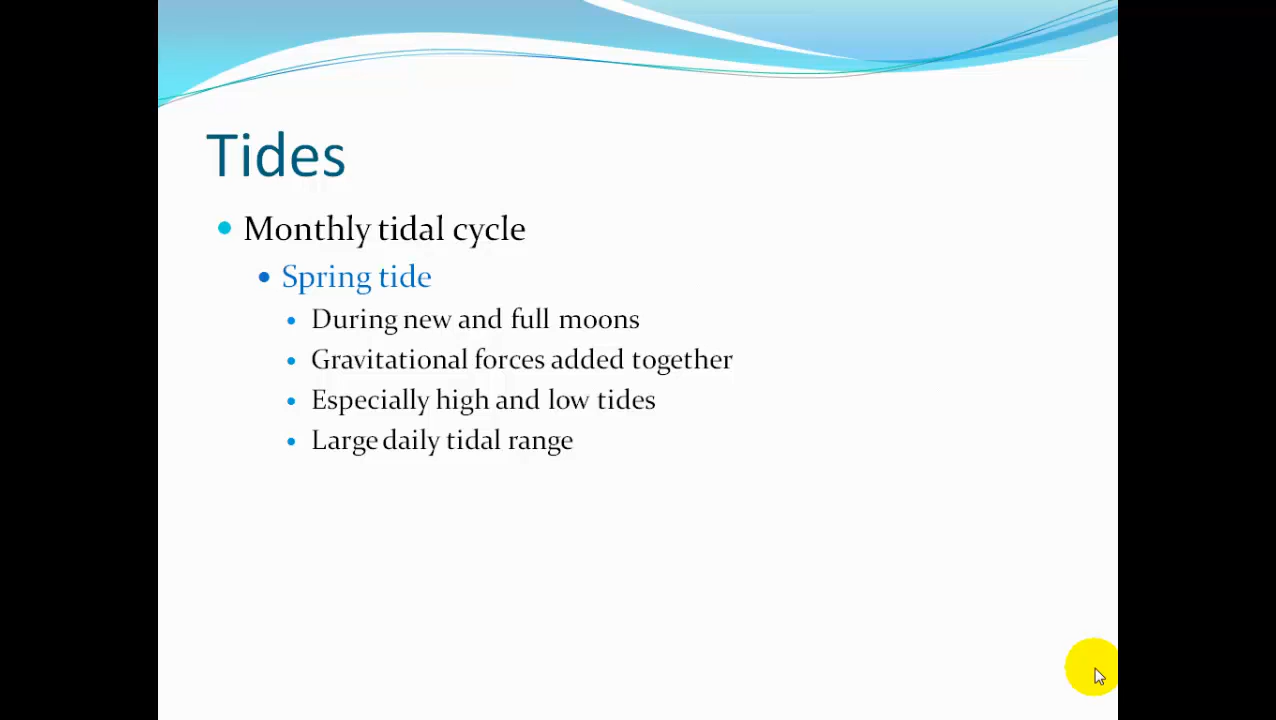 Tides
Monthly tidal cycle
Spring tide
During new and full moons
Gravitational forces added together
Especially high and low tides
Large daily tidal range